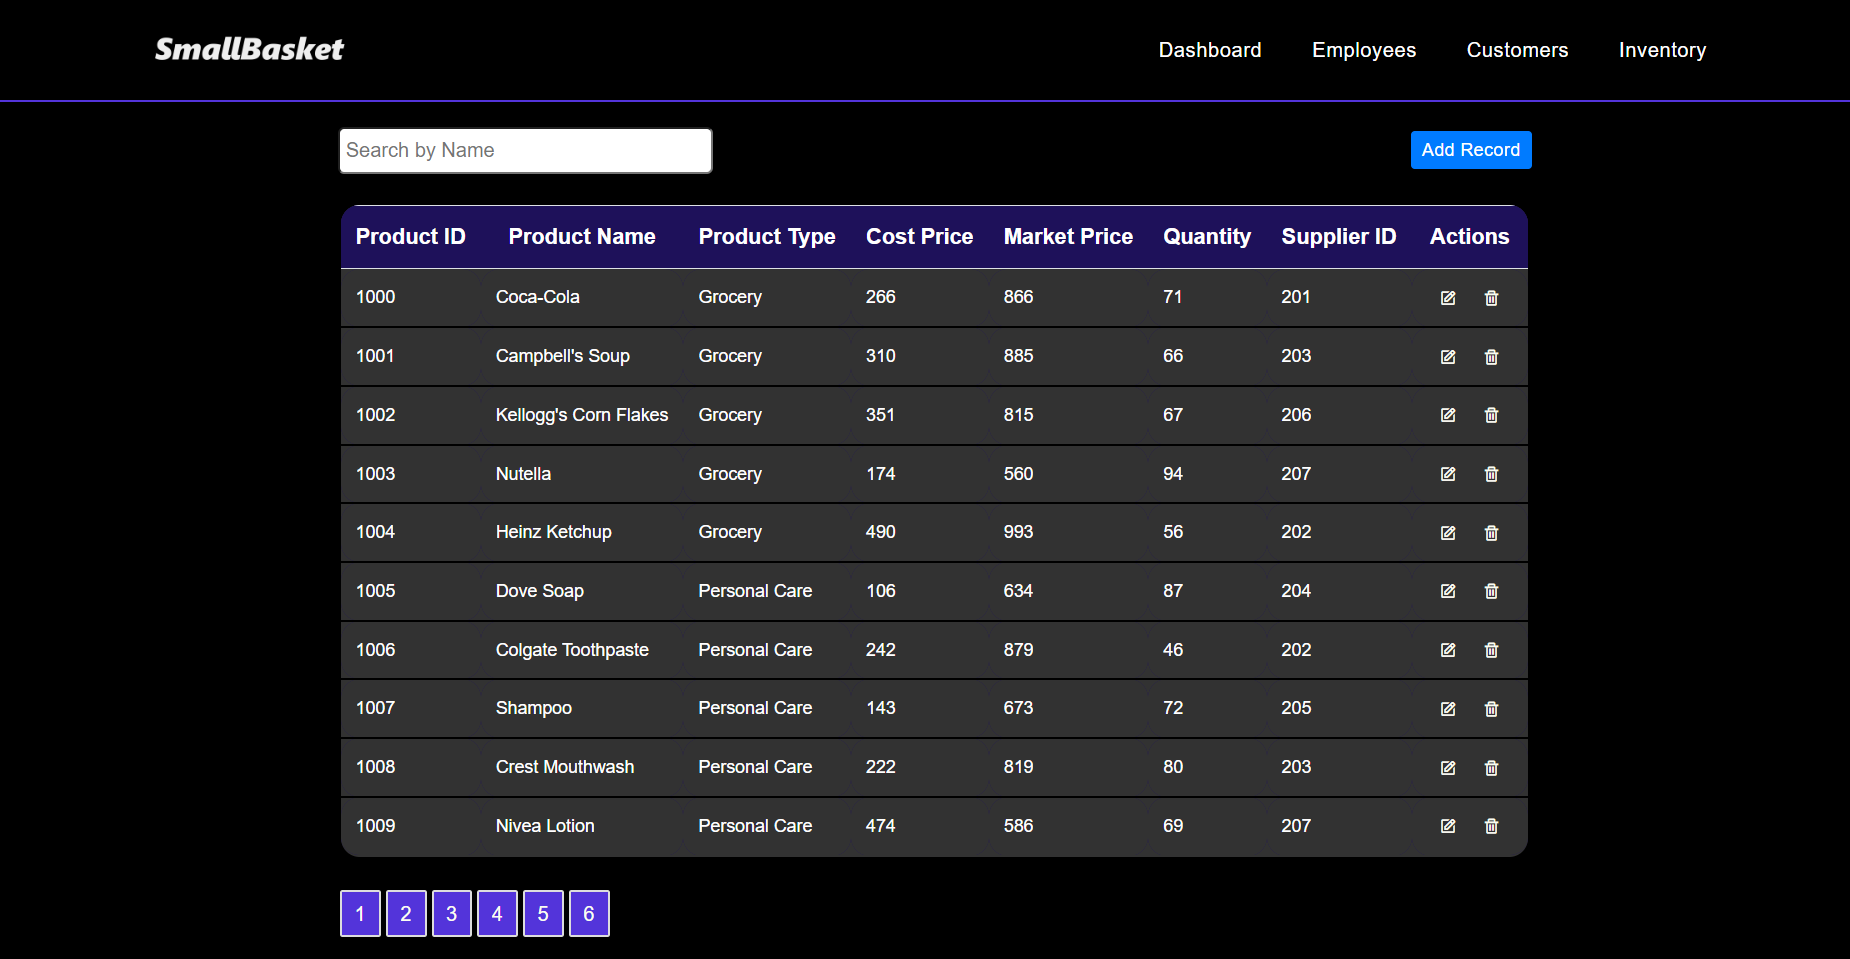 SmallBasket Dashboard Employees Customers Inventory
Search by Name Add Record
Product ID Product Name Product Type Cost Price Market Price Quantity Supplier ID Actions
1000 Coca-Cola Grocery 266 866 71 201
1001 Campbell's Soup Grocery 310 885 66 203
1002 Kellogg's Corn Flakes Grocery 351 815 67 206
1003 Nutella Grocery 174 560 94 207
1004 Heinz Ketchup Grocery 490 993 56 202
1005 Dove Soap Personal Care 106 634 87 204
1006 Colgate Toothpaste Personal Care 242 879 46 202
1007 Shampoo Personal Care 143 673 72 205
1008 Crest Mouthwash Personal Care 222 819 80 203
1009 Nivea Lotion Personal Care 474 586 69 207
1 2 3 4 5 6